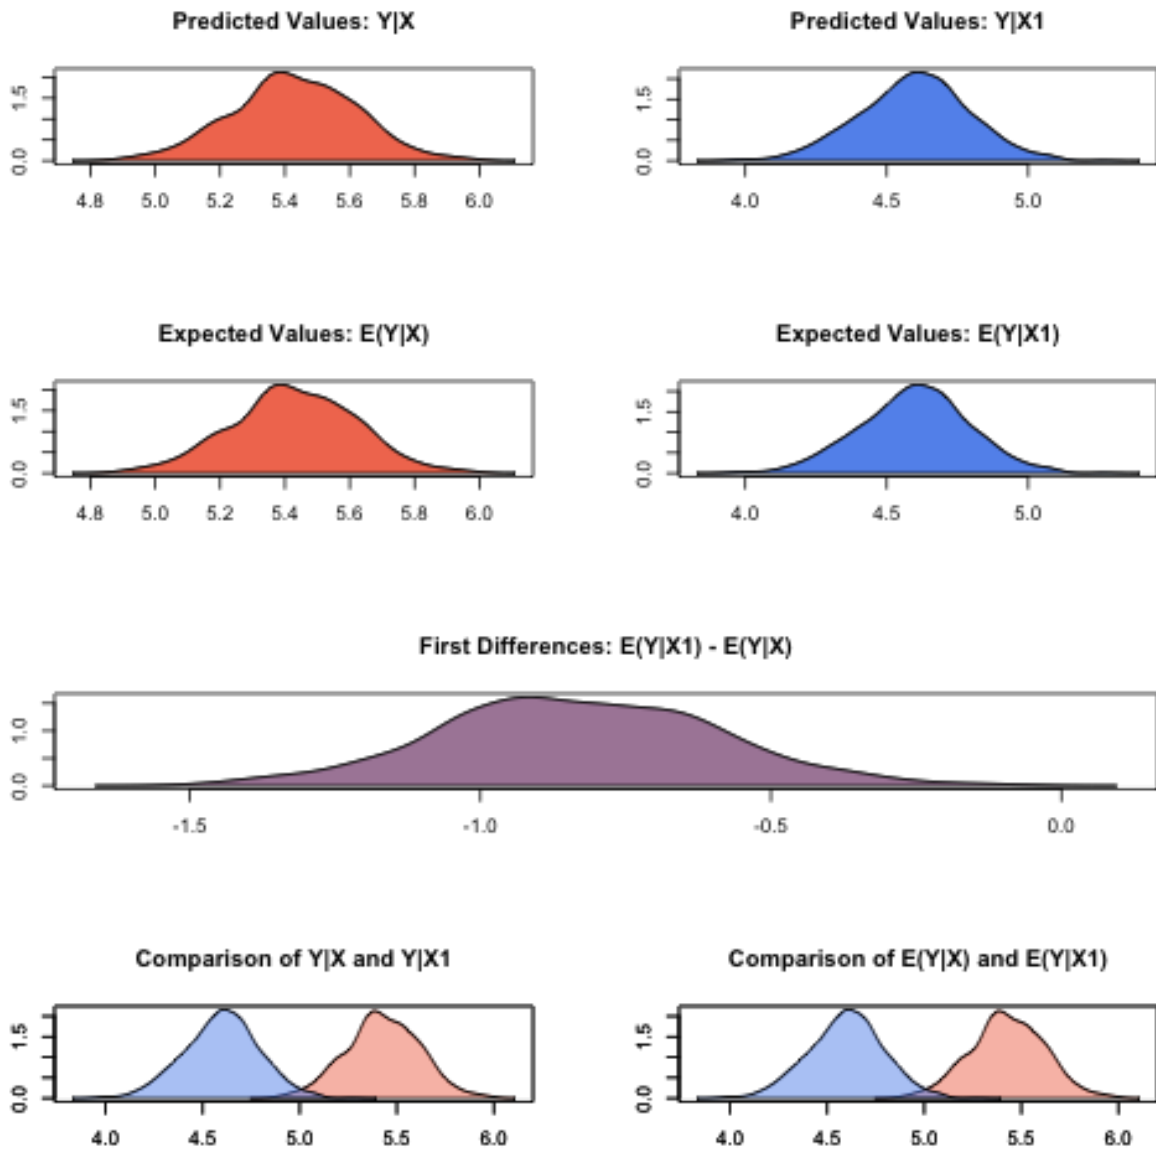 Predicted Values: Y|X
Predicted Values: Y|X1
0.0 1.5
4.8 5.0 5.2 5.4 5.6 5.8 6.0
0.0 1.5
4.0 4.5 5.0
Expected Values: E(Y|X)
Expected Values: E(Y|X1)
0.0 1.5
4.8 5.0 5.2 5.4 5.6 5.8 6.0
0.0 1.5
4.0 4.5 5.0
First Differences: E(Y|X1) - E(Y|X)
0.0 1.0
-1.5 -1.0 -0.5 0.0
Comparison of Y|X and Y|X1
Comparison of E(Y|X) and E(Y|X1)
0.0 1.5
4.0 4.5 5.0 5.5 6.0
0.0 1.5
4.0 4.5 5.0 5.5 6.0